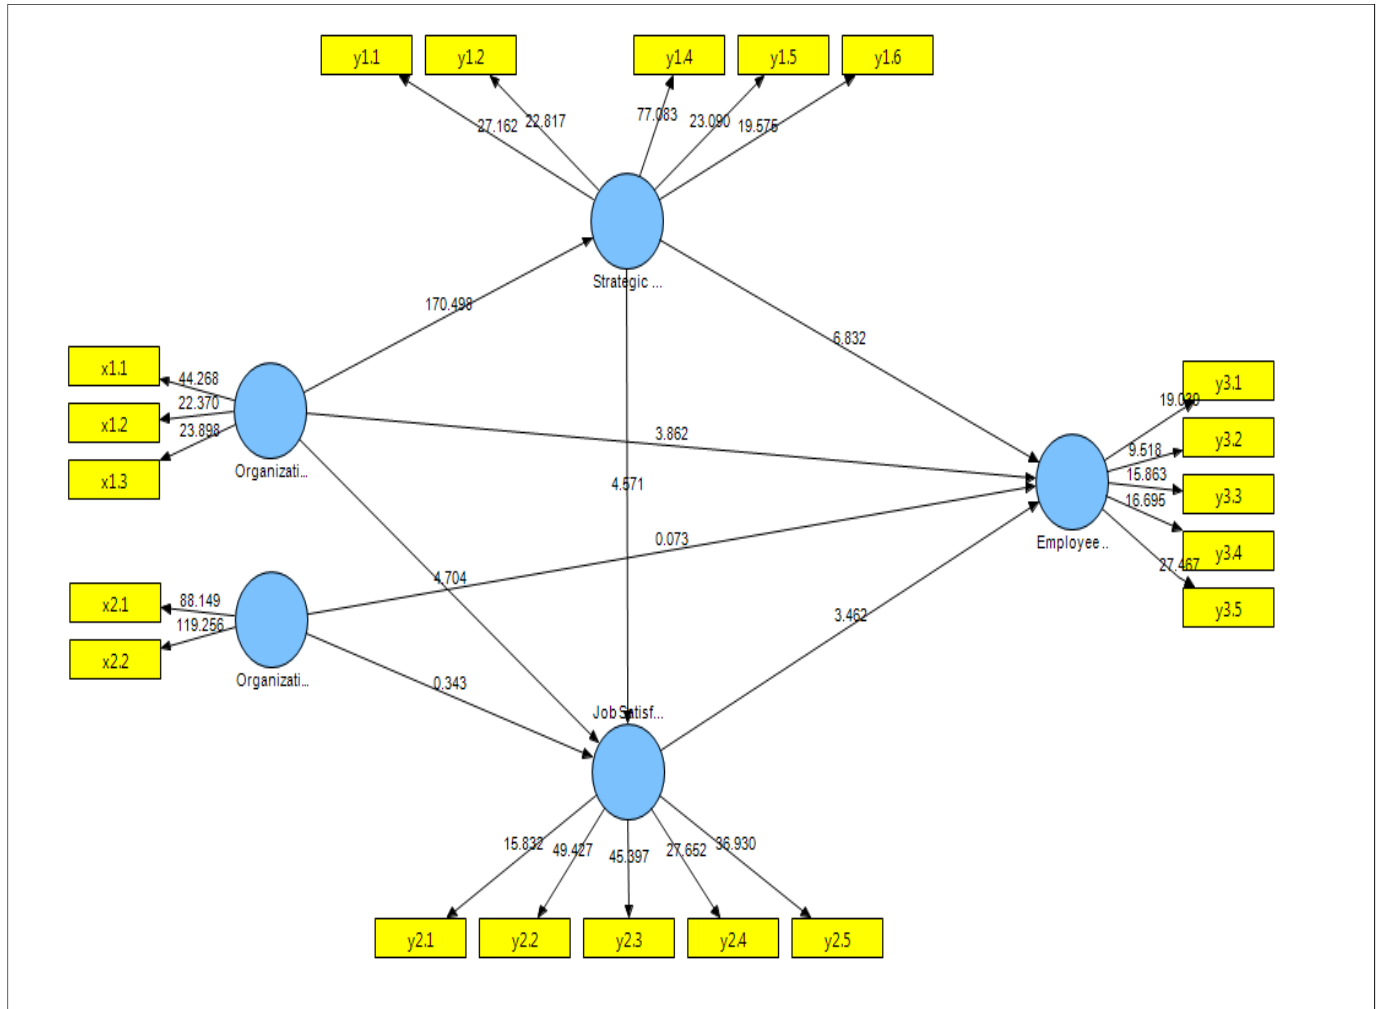 y1.1
y1.2
y1.4
y1.5
y1.6
27.162
22.817
77.083
23.090
19.575
Strategic ...
170.498
6.832
x1.1
x1.2
x1.3
44.268
22.370
23.898
Organizati...
3.862
4.571
y3.1
y3.2
y3.3
y3.4
y3.5
19.039
9.518
15.863
16.695
27.467
Employee ..
0.073
4.704
x2.1
x2.2
88.149
119.256
Organizati...
0.343
3.462
Job Satisf...
15.832
49.427
45.397
27.652
36.930
y2.1
y2.2
y2.3
y2.4
y2.5